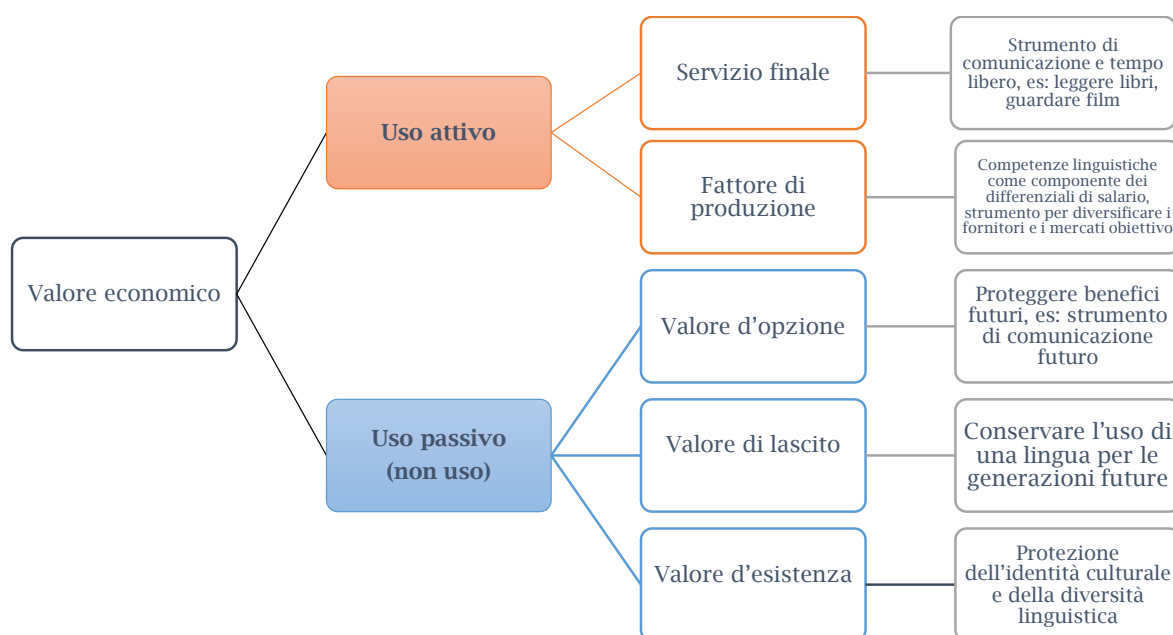 Valore economico
Uso attivo
Servizio finale
Strumento di
comunicazione e tempo
libero, es: leggere libri,
guardare film
Fattore di
produzione
Competenze linguistiche
come componente dei
differenziali di salario,
strumento per diversificare i
fornitori e i mercati obiettivo
Uso passivo
(non uso)
Valore d’opzione
Proteggere benefici
futuri, es: strumento
di comunicazione
futuro
Valore di lascito
Conservare l’uso di
una lingua per le
generazioni future
Valore d’esistenza
Protezione
dell’identità culturale
e della diversità
linguistica